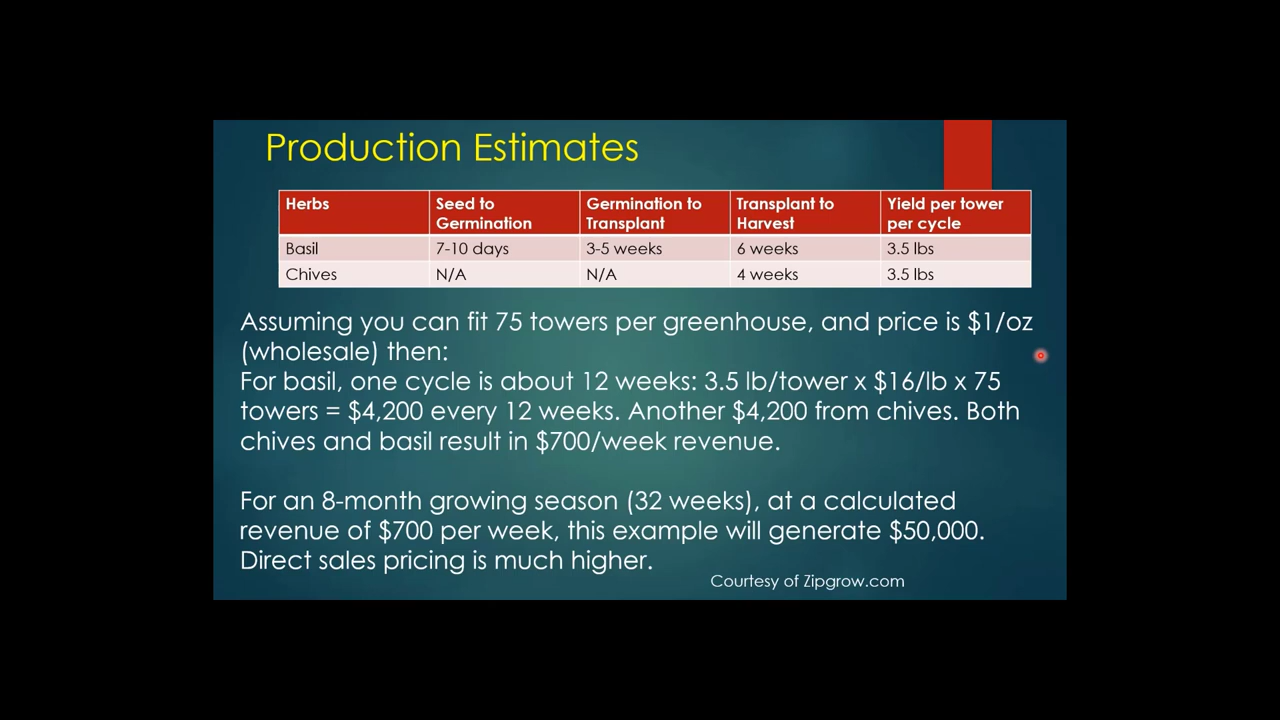 Production Estimates
Herbs Seed to Germination Germination to Transplant Transplant to Harvest Yield per tower per cycle
Basil 7-10 days 3-5 weeks 6 weeks 3.5 lbs
Chives N/A N/A 4 weeks 3.5 lbs
Assuming you can fit 75 towers per greenhouse, and price is $1/oz
(wholesale) then:
For basil, one cycle is about 12 weeks: 3.5 lb/tower x $16/lb x 75
towers = $4,200 every 12 weeks. Another $4,200 from chives. Both
chives and basil result in $700/week revenue.
For an 8-month growing season (32 weeks), at a calculated
revenue of $700 per week, this example will generate $50,000.
Direct sales pricing is much higher.
Courtesy of Zipgrow.com